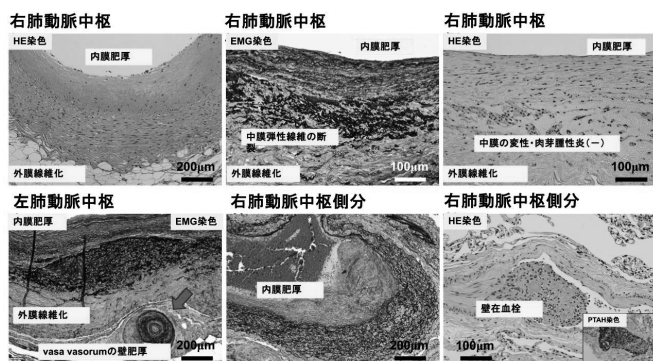 右肺動脈中枢
HE染色
内膜肥厚
外膜線維化
200μm
右肺動脈中枢
EMG染色
内膜肥厚
中膜弾性線維の断
裂
外膜線維化
100μm
右肺動脈中枢
HE染色
内膜肥厚
中膜の変性・肉芽腫性炎(−)
外膜線維化
100μm
左肺動脈中枢
内膜肥厚
EMG染色
外膜線維化
vasa vasorumの壁肥厚
200μm
右肺動脈中枢側分
内膜肥厚
200μm
右肺動脈中枢側分
HE染色
壁在血栓
100μm
PTAH染色